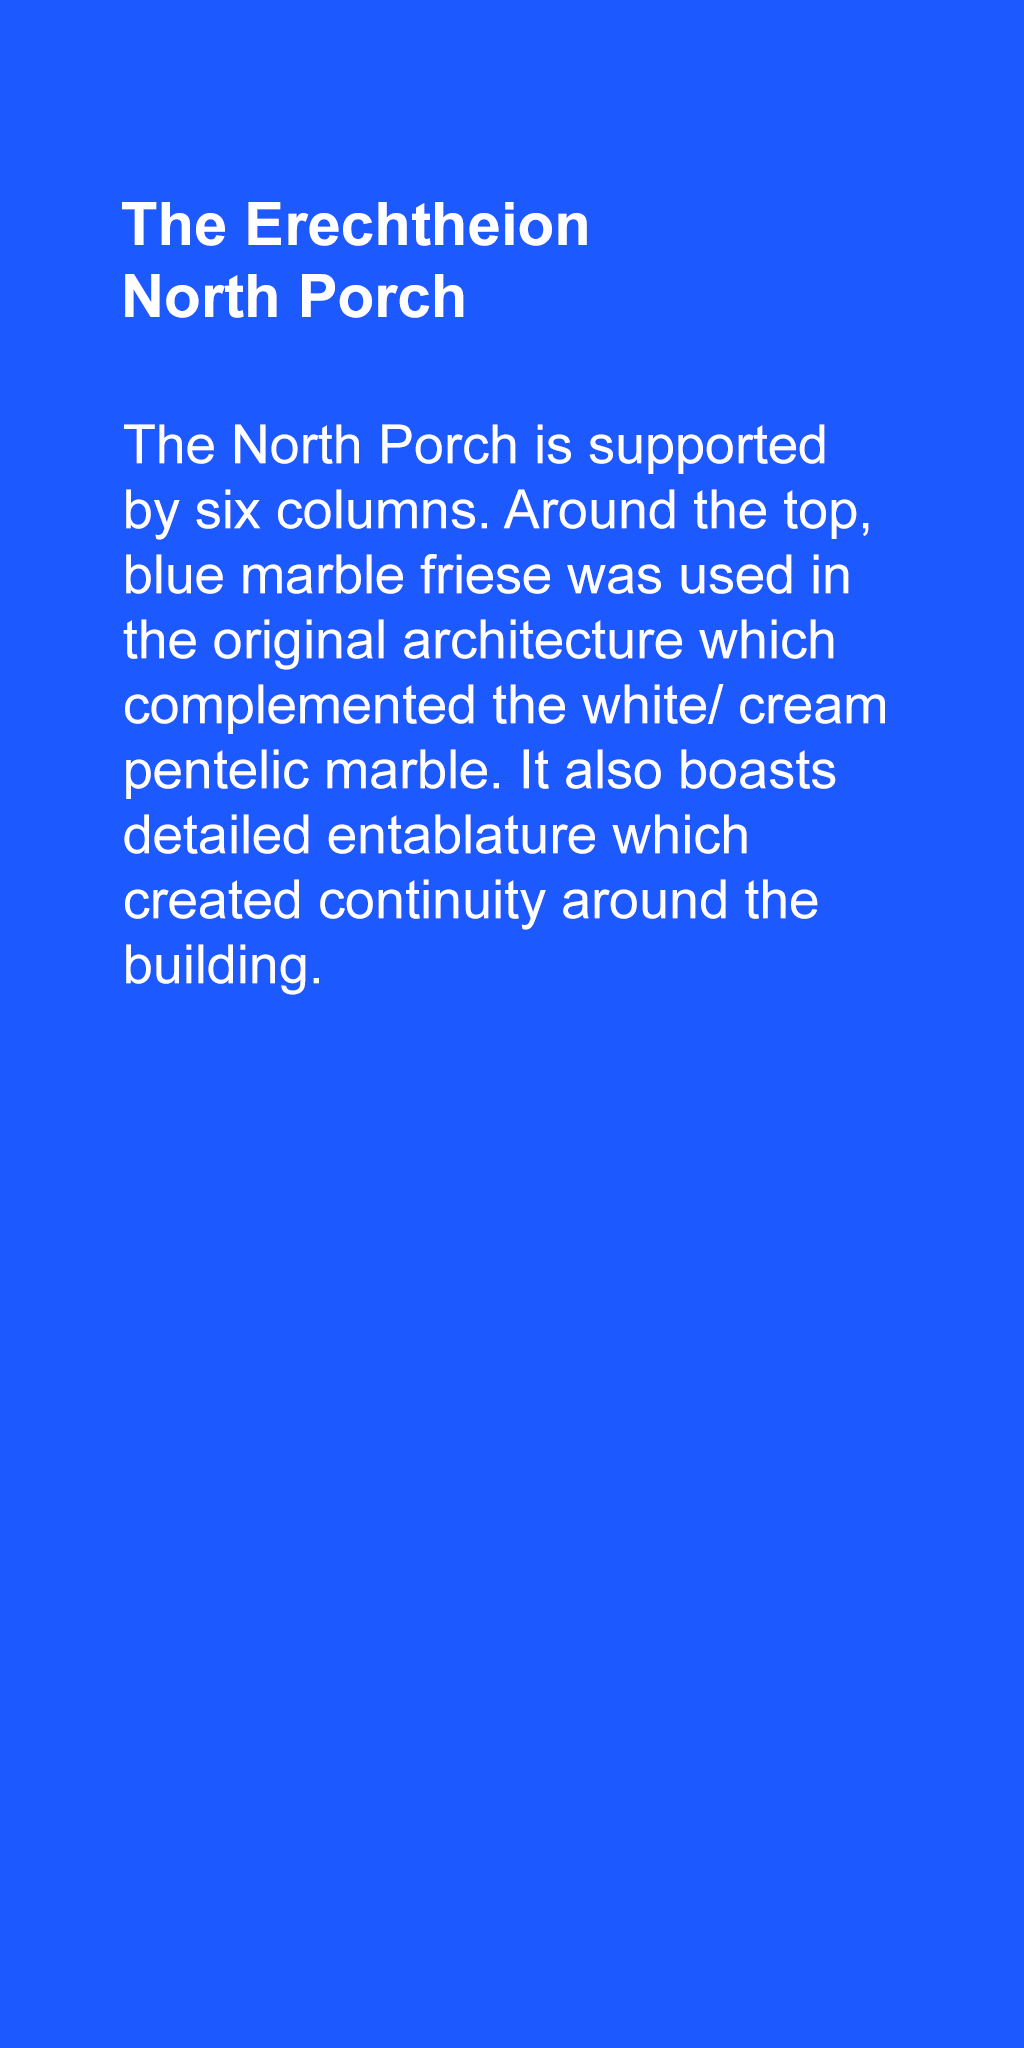 The Erechtheion
North Porch
The North Porch is supported
by six columns. Around the top,
blue marble friese was used in
the original architecture which
complemented the white/ cream
pentelic marble. It also boasts
detailed entablature which
created continuity around the
building.